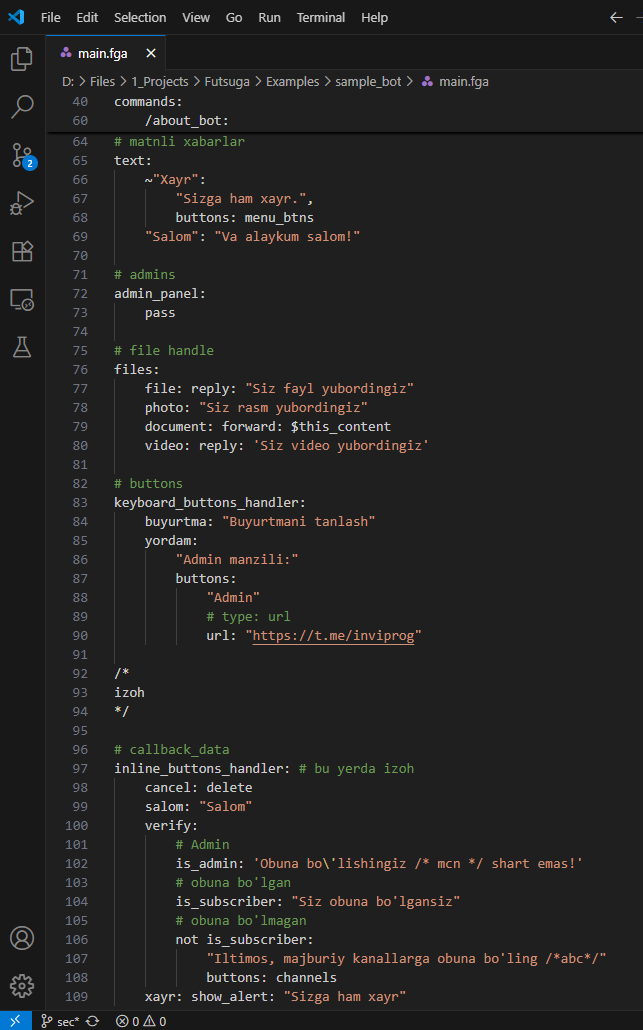 File Edit Selection View Go Run Terminal Help
main.fga
D: > Files > 1_Projects > Futsuga > Examples > sample_bot > main.fga
40 commands:
60 /about_bot:
64 # matnli xabarlar
65 text:
66 ~"Xayr":
67 "Sizga ham xayr.",
68 buttons: menu_btns
69 "Salom": "Va alaykum salom!"
70
71 # admins
72 admin_panel:
73 pass
74
75 # file handle
76 files:
77 file: reply: "Siz fayl yubordingiz"
78 photo: "Siz rasm yubordingiz"
79 document: forward: $this_content
80 video: reply: 'Siz video yubordingiz'
81
82 # buttons
83 keyboard_buttons_handler:
84 buyurtma: "Buyurtmani tanlash"
85 yordam:
86 "Admin manzili:"
87 buttons:
88 "Admin"
89 # type: url
90 url: "https://t.me/inviprog"
91
92 /*
93 izoh
94 */
95
96 # callback_data
97 inline_buttons_handler: # bu yerda izoh
98 cancel: delete
99 salom: "Salom"
100 verify:
101 # Admin
102 is_admin: 'Obuna bo\'lishingiz /* mcn */ shart emas!'
103 # obuna bo'lgan
104 is_subscriber: "Siz obuna bo'lgansiz"
105 # obuna bo'lmagan
106 not is_subscriber:
107 "Iltimos, majburiy kanallarga obuna bo'ling /*abc*/"
108 buttons: channels
109 xayr: show_alert: "Sizga ham xayr"
2
sec* 0 0